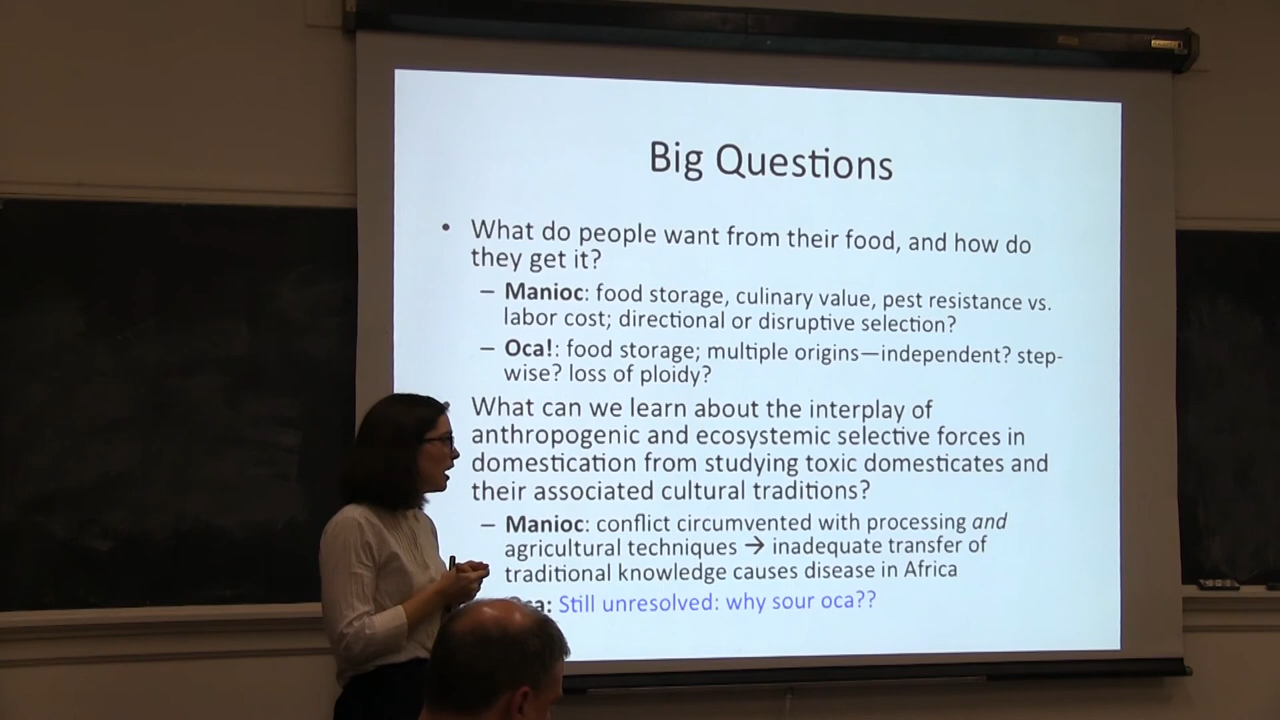 Big Questions
• What do people want from their food, and how do
they get it?
– Manioc: food storage, culinary value, pest resistance vs.
labor cost; directional or disruptive selection?
– Oca!: food storage; multiple origins—independent? step-
wise? loss of ploidy?
What can we learn about the interplay of
anthropogenic and ecosystemic selective forces in
domestication from studying toxic domesticates and
their associated cultural traditions?
– Manioc: conflict circumvented with processing and
agricultural techniques → inadequate transfer of
traditional knowledge causes disease in Africa
Oca: Still unresolved: why sour oca??